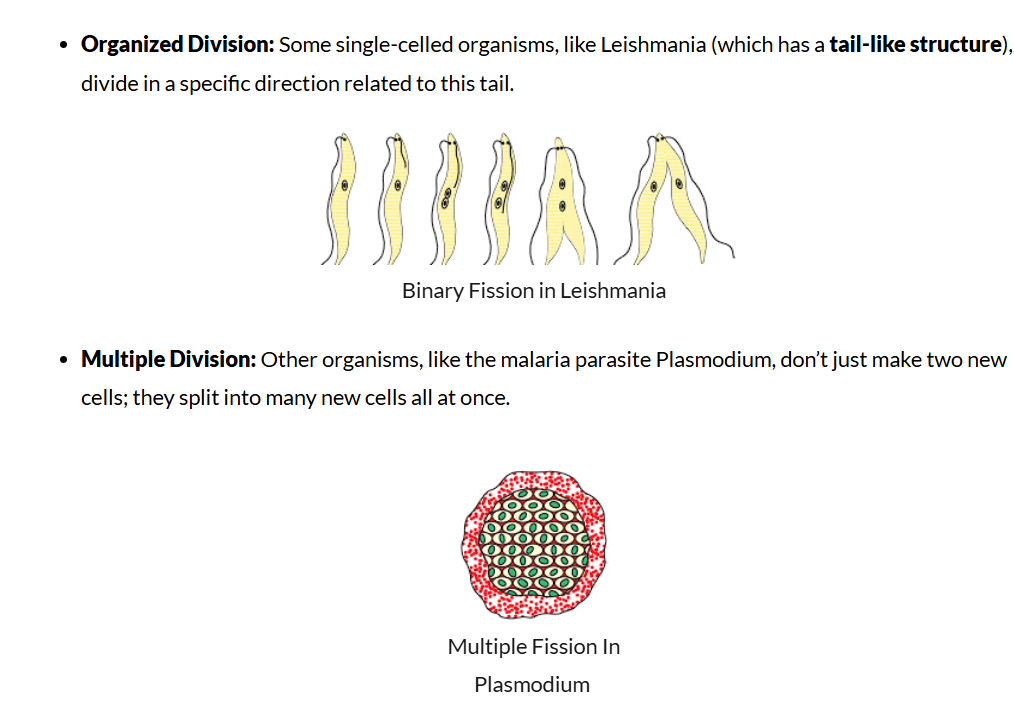 • Organized Division: Some single-celled organisms, like Leishmania (which has a tail-like structure),
divide in a specific direction related to this tail.
Binary Fission in Leishmania
• Multiple Division: Other organisms, like the malaria parasite Plasmodium, don’t just make two new
cells; they split into many new cells all at once.
Multiple Fission In
Plasmodium